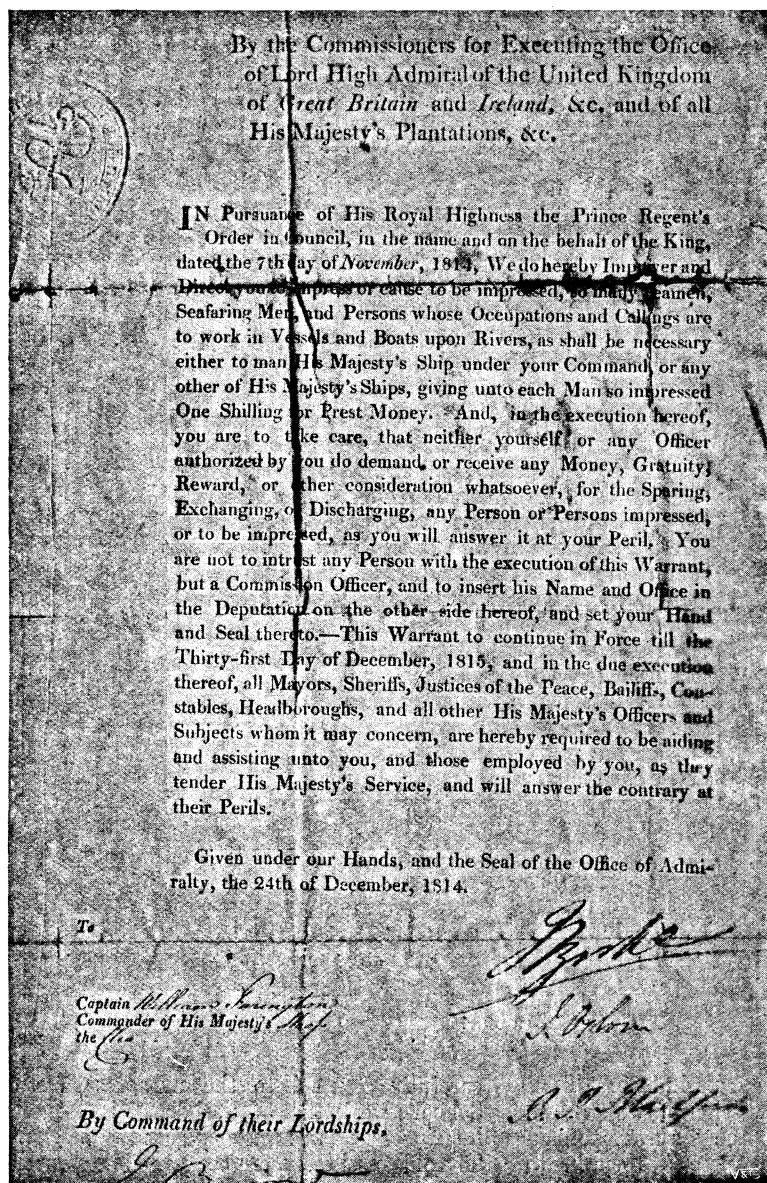 By the Commissioners for Executing the Office
of Lord High Admiral of the United Kingdom
of Great Britain and Ireland, &c. and of all
His Majesty's Plantations, &c.
IN Pursuance of His Royal Highness the Prince Regent's
Order in Council, in the name and on the behalf of the King,
dated the 7th day of November, 1814, We do hereby Impower and
Direct you to impress or cause to be impressed, so many Seamen,
Seafaring Men, and Persons whose Occupations and Callings are
to work in Vessels and Boats upon Rivers, as shall be necessary
either to man His Majesty's Ship under your Command, or any
other of His Majesty's Ships, giving unto each Man so impressed
One Shilling for Prest Money. And, in the execution hereof,
you are to take care, that neither yourself or any Officer
authorized by you do demand, or receive any Money, Gratuity,
Reward, or other consideration whatsoever, for the Sparing,
Exchanging, or Discharging, any Person or Persons impressed,
or to be impressed, as you will answer it at your Peril. You
are not to intrust any Person with the execution of this Warrant,
but a Commission Officer, and to insert his Name and Office in
the Deputation on the other side hereof, and set your Hand
and Seal thereto.—This Warrant to continue in Force till the
Thirty-first Day of December, 1815, and in the due execution
thereof, all Mayors, Sheriffs, Justices of the Peace, Bailiffs, Con-
stables, Headboroughs, and all other His Majesty's Officers and
Subjects whom it may concern, are hereby required to be aiding
and assisting unto you, and those employed by you, as they
tender His Majesty's Service, and will answer the contrary at
their Perils.
Given under our Hands, and the Seal of the Office of Admi-
ralty, the 24th of December, 1814.
To
Captain William
Commander of His Majesty's Ship
the
By Command of their Lordships,